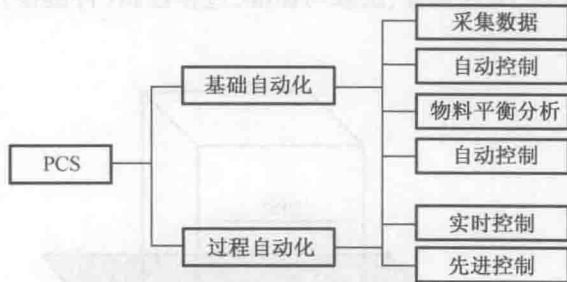 PCS
基础自动化
过程自动化
采集数据
自动控制
物料平衡分析
自动控制
实时控制
先进控制